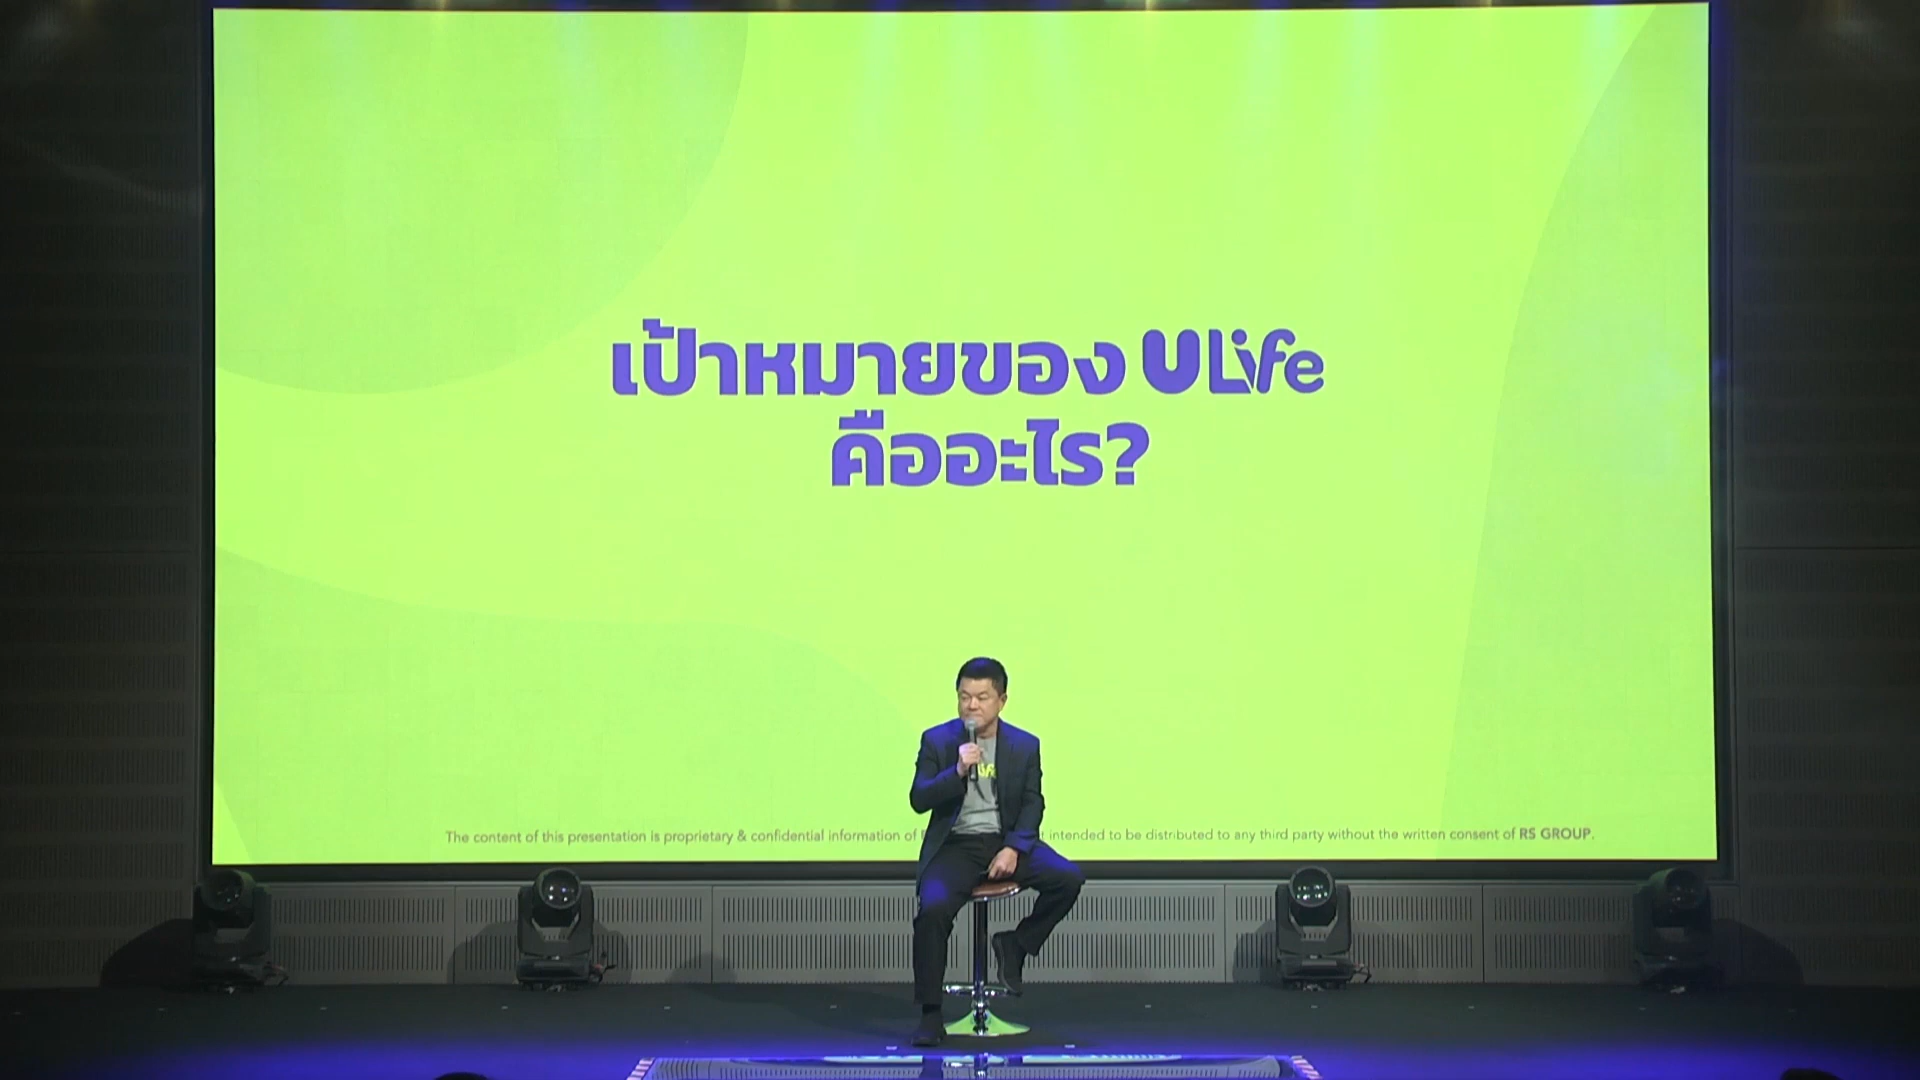 เป้าหมายของ ULife
คืออะไร?
The content of this presentation is proprietary & confidential information of intended to be distributed to any third party without the written consent of RS GROUP.